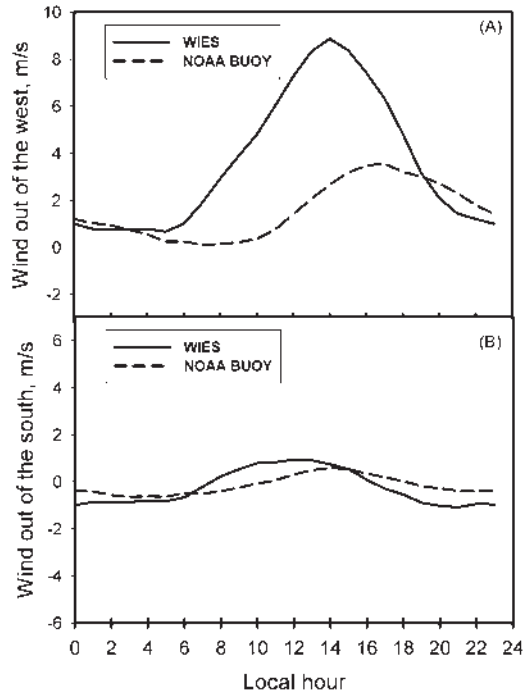 10
8
6
4
2
0
-2
Wind out of the west, m/s
WIES
NOAA BUOY
(A)
6
4
2
0
-2
-4
-6
Wind out of the south, m/s
WIES
NOAA BUOY
(B)
0 2 4 6 8 10 12 14 16 18 20 22 24
Local hour